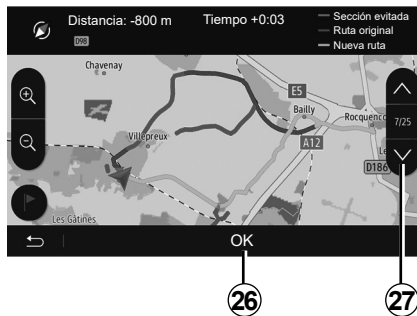 Distancia: -800 m
Tiempo +0:03
Sección evitada
Ruta original
Nueva ruta
D98
Chavenay
E5
Bailly
Rocquenc
7/25
Villepreux
A12
Le
D186
Les Gâtines
OK
26
27